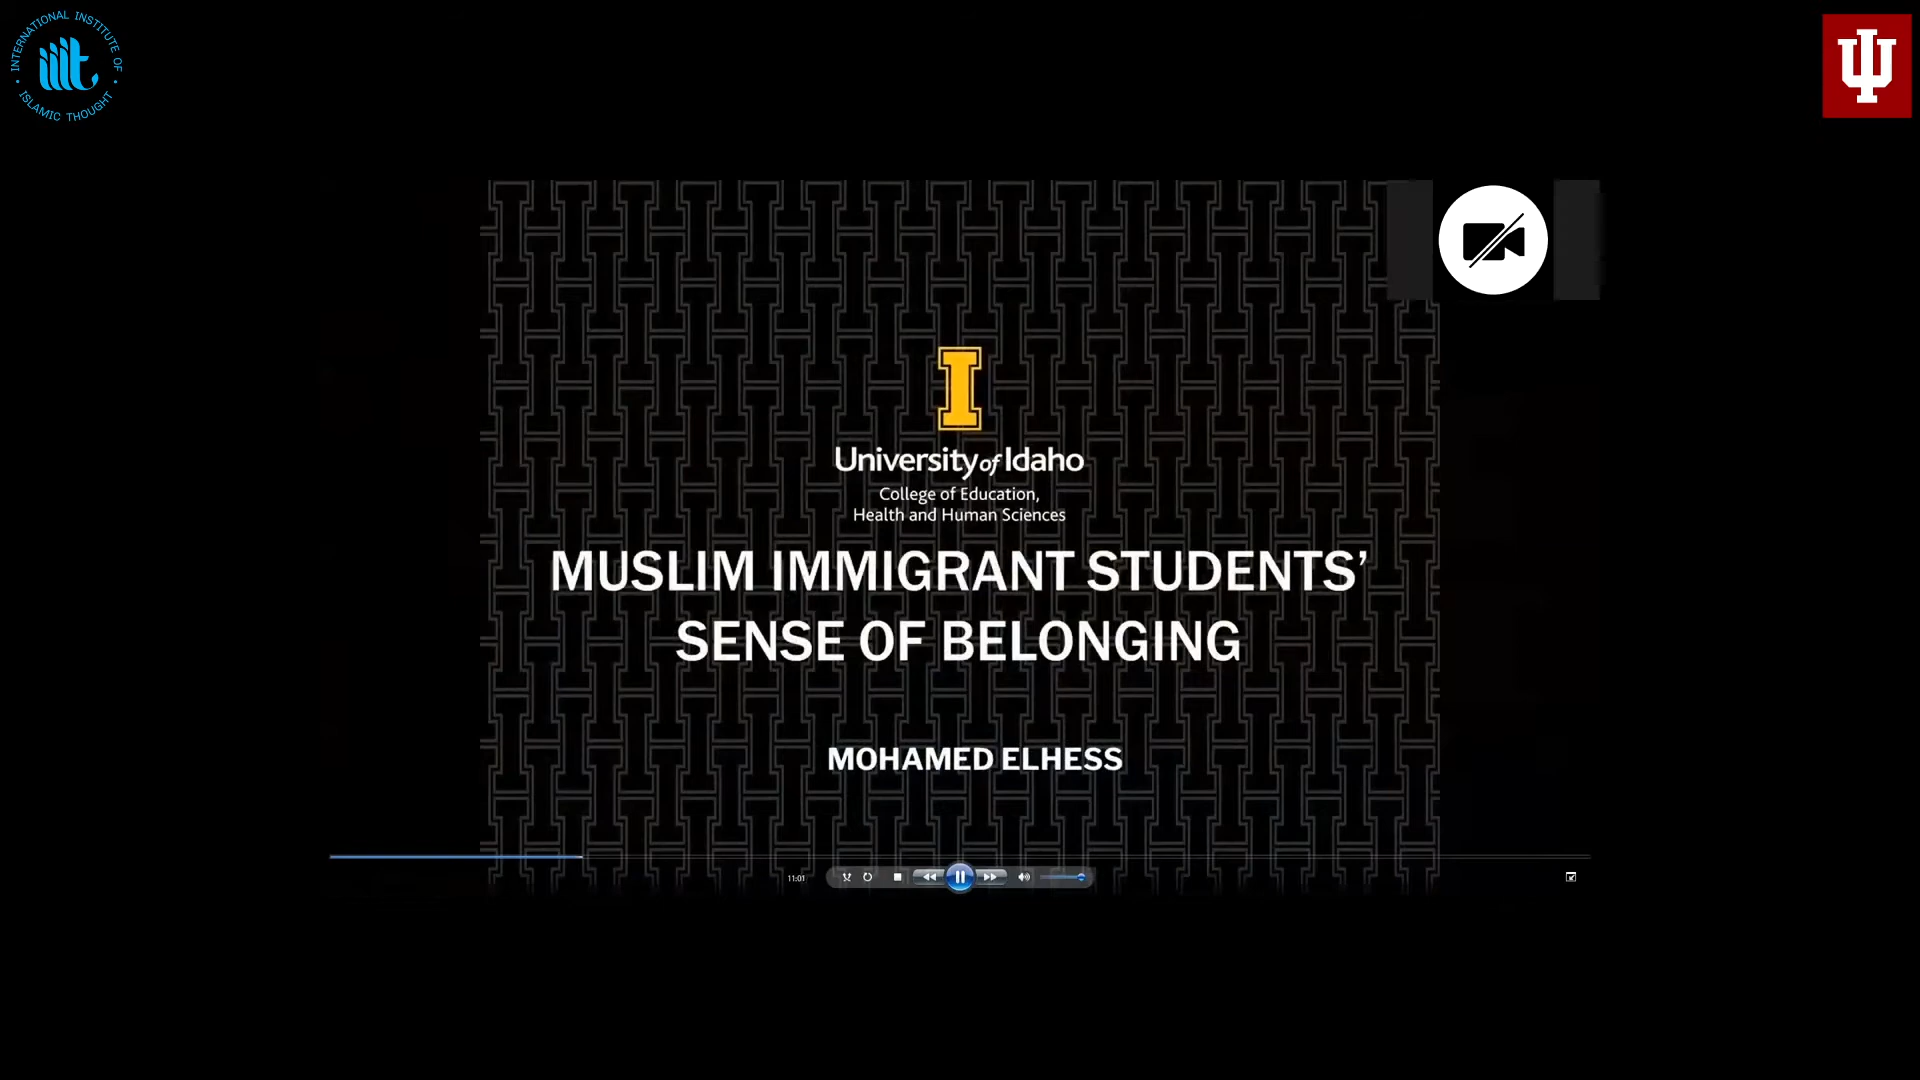 INTERNATIONAL INSTITUTE OF
ISLAMIC THOUGHT
iiit
University of Idaho
College of Education,
Health and Human Sciences
MUSLIM IMMIGRANT STUDENTS’
SENSE OF BELONGING
MOHAMED ELHESS
11:01